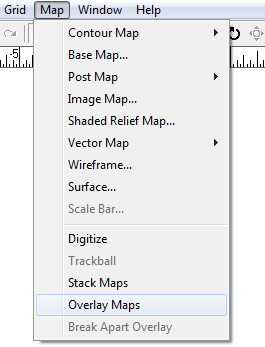 Grid Map Window Help
-5
Contour Map
Base Map...
Post Map
Image Map...
Shaded Relief Map...
Vector Map
Wireframe...
Surface...
Scale Bar...
Digitize
Trackball
Stack Maps
Overlay Maps
Break Apart Overlay